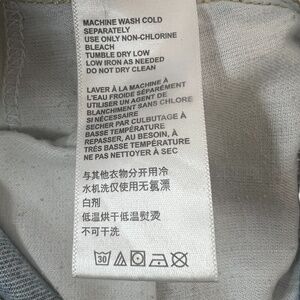 MACHINE WASH COLD
SEPARATELY
USE ONLY NON-CHLORINE
BLEACH
TUMBLE DRY LOW
LOW IRON AS NEEDED
DO NOT DRY CLEAN
LAVER À LA MACHINE À
L'EAU FROIDE SÉPARÉMENT
UTILISER UN AGENT DE
BLANCHIMENT SANS CHLORE
SI NÉCESSAIRE
SÉCHER PAR CULBUTAGE À
BASSE TEMPÉRATURE
REPASSER, AU BESOIN, À
TRÈS BASSE TEMPÉRATURE
NE PAS NETTOYER À SEC
与其他衣物分开用冷
水机洗仅使用无氯漂
白剂
低温烘干低温熨烫
不可干洗
30